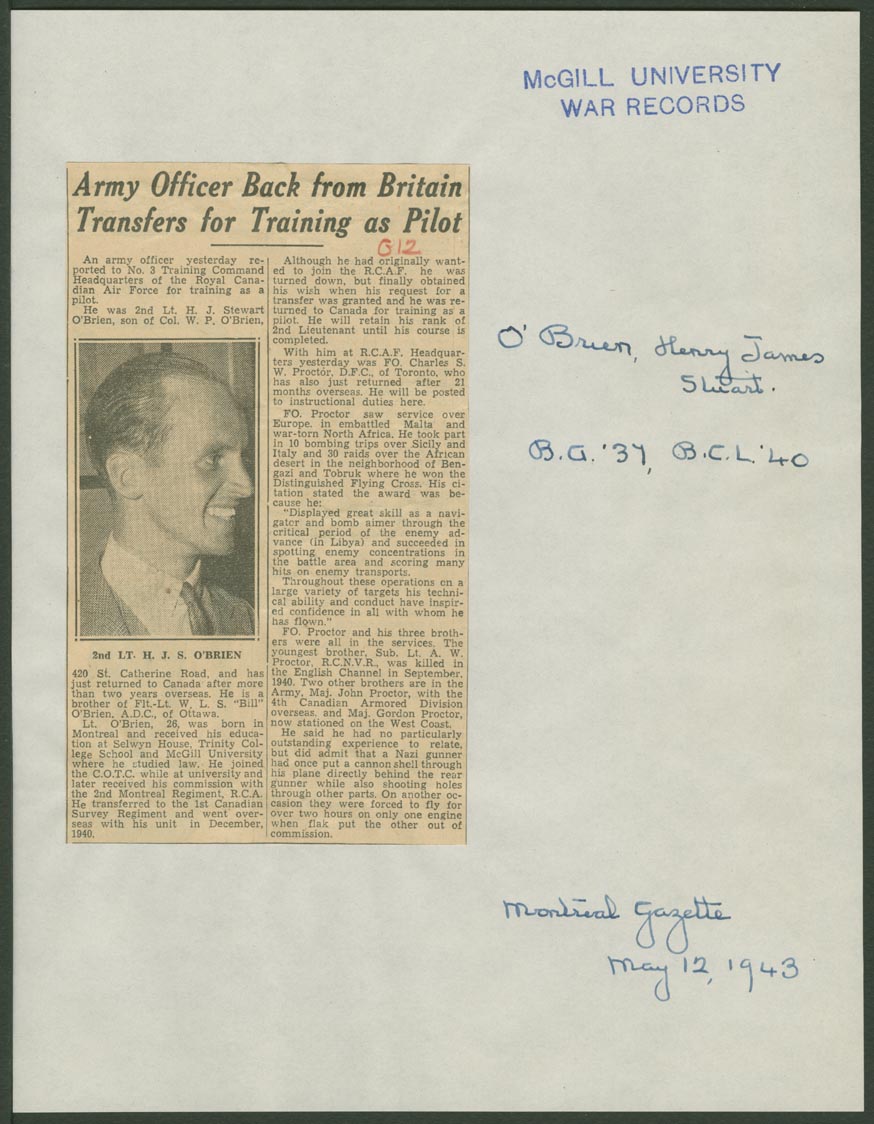 McGILL UNIVERSITY
WAR RECORDS
Army Officer Back from Britain
Transfers for Training as Pilot
G12
An army officer yesterday re-
ported to No. 3 Training Command
Headquarters of the Royal Cana-
dian Air Force for training as a
pilot.
He was 2nd Lt. H. J. Stewart
O'Brien, son of Col. W. P. O'Brien,
2nd LT. H. J. S. O'BRIEN
420 St. Catherine Road, and has
just returned to Canada after more
than two years overseas. He is a
brother of Flt.-Lt. W. L. S. "Bill"
O'Brien, A.D.C., of Ottawa.
Lt. O'Brien, 26, was born in
Montreal and received his educa-
tion at Selwyn House, Trinity Col-
lege School and McGill University
where he studied law. He joined
the C.O.T.C. while at university and
later received his commission with
the 2nd Montreal Regiment, R.C.A.
He transferred to the 1st Canadian
Survey Regiment and went over-
seas with his unit in December,
1940.
Although he had originally want-
ed to join the R.C.A.F. he was
turned down, but finally obtained
his wish when his request for a
transfer was granted and he was re-
turned to Canada for training as a
pilot. He will retain his rank of
2nd Lieutenant until his course is
completed.
With him at R.C.A.F. Headquar-
ters yesterday was FO. Charles S.
W. Proctor, D.F.C., of Toronto, who
has also just returned after 21
months overseas. He will be posted
to instructional duties here.
FO. Proctor saw service over
Europe, in embattled Malta and
war-torn North Africa. He took part
in 10 bombing trips over Sicily and
Italy and 30 raids over the African
desert in the neighborhood of Ben-
gazi and Tobruk where he won the
Distinguished Flying Cross. His ci-
tation stated the award was be-
cause he:
"Displayed great skill as a navi-
gator and bomb aimer through the
critical period of the enemy ad-
vance (in Libya) and succeeded in
spotting enemy concentrations in
the battle area and scoring many
hits on enemy transports.
Throughout these operations on a
large variety of targets his techni-
cal ability and conduct have inspir-
ed confidence in all with whom he
has flown."
FO. Proctor and his three broth-
ers were all in the services. The
youngest brother, Sub. Lt. A. W.
Proctor, R.C.N.V.R., was killed in
the English Channel in September,
1940. Two other brothers are in the
Army, Maj. John Proctor, with the
4th Canadian Armored Division
overseas, and Maj. Gordon Proctor,
now stationed on the West Coast.
He said he had no particularly
outstanding experience to relate,
but did admit that a Nazi gunner
had once put a cannon shell through
his plane directly behind the rear
gunner while also shooting holes
through other parts. On another oc-
casion they were forced to fly for
over two hours on only one engine
when flak put the other out of
commission.
O'Brien, Henry James
Stuart.
B.A. '37, B.C.L. '40
Montreal Gazette
May 12, 1943